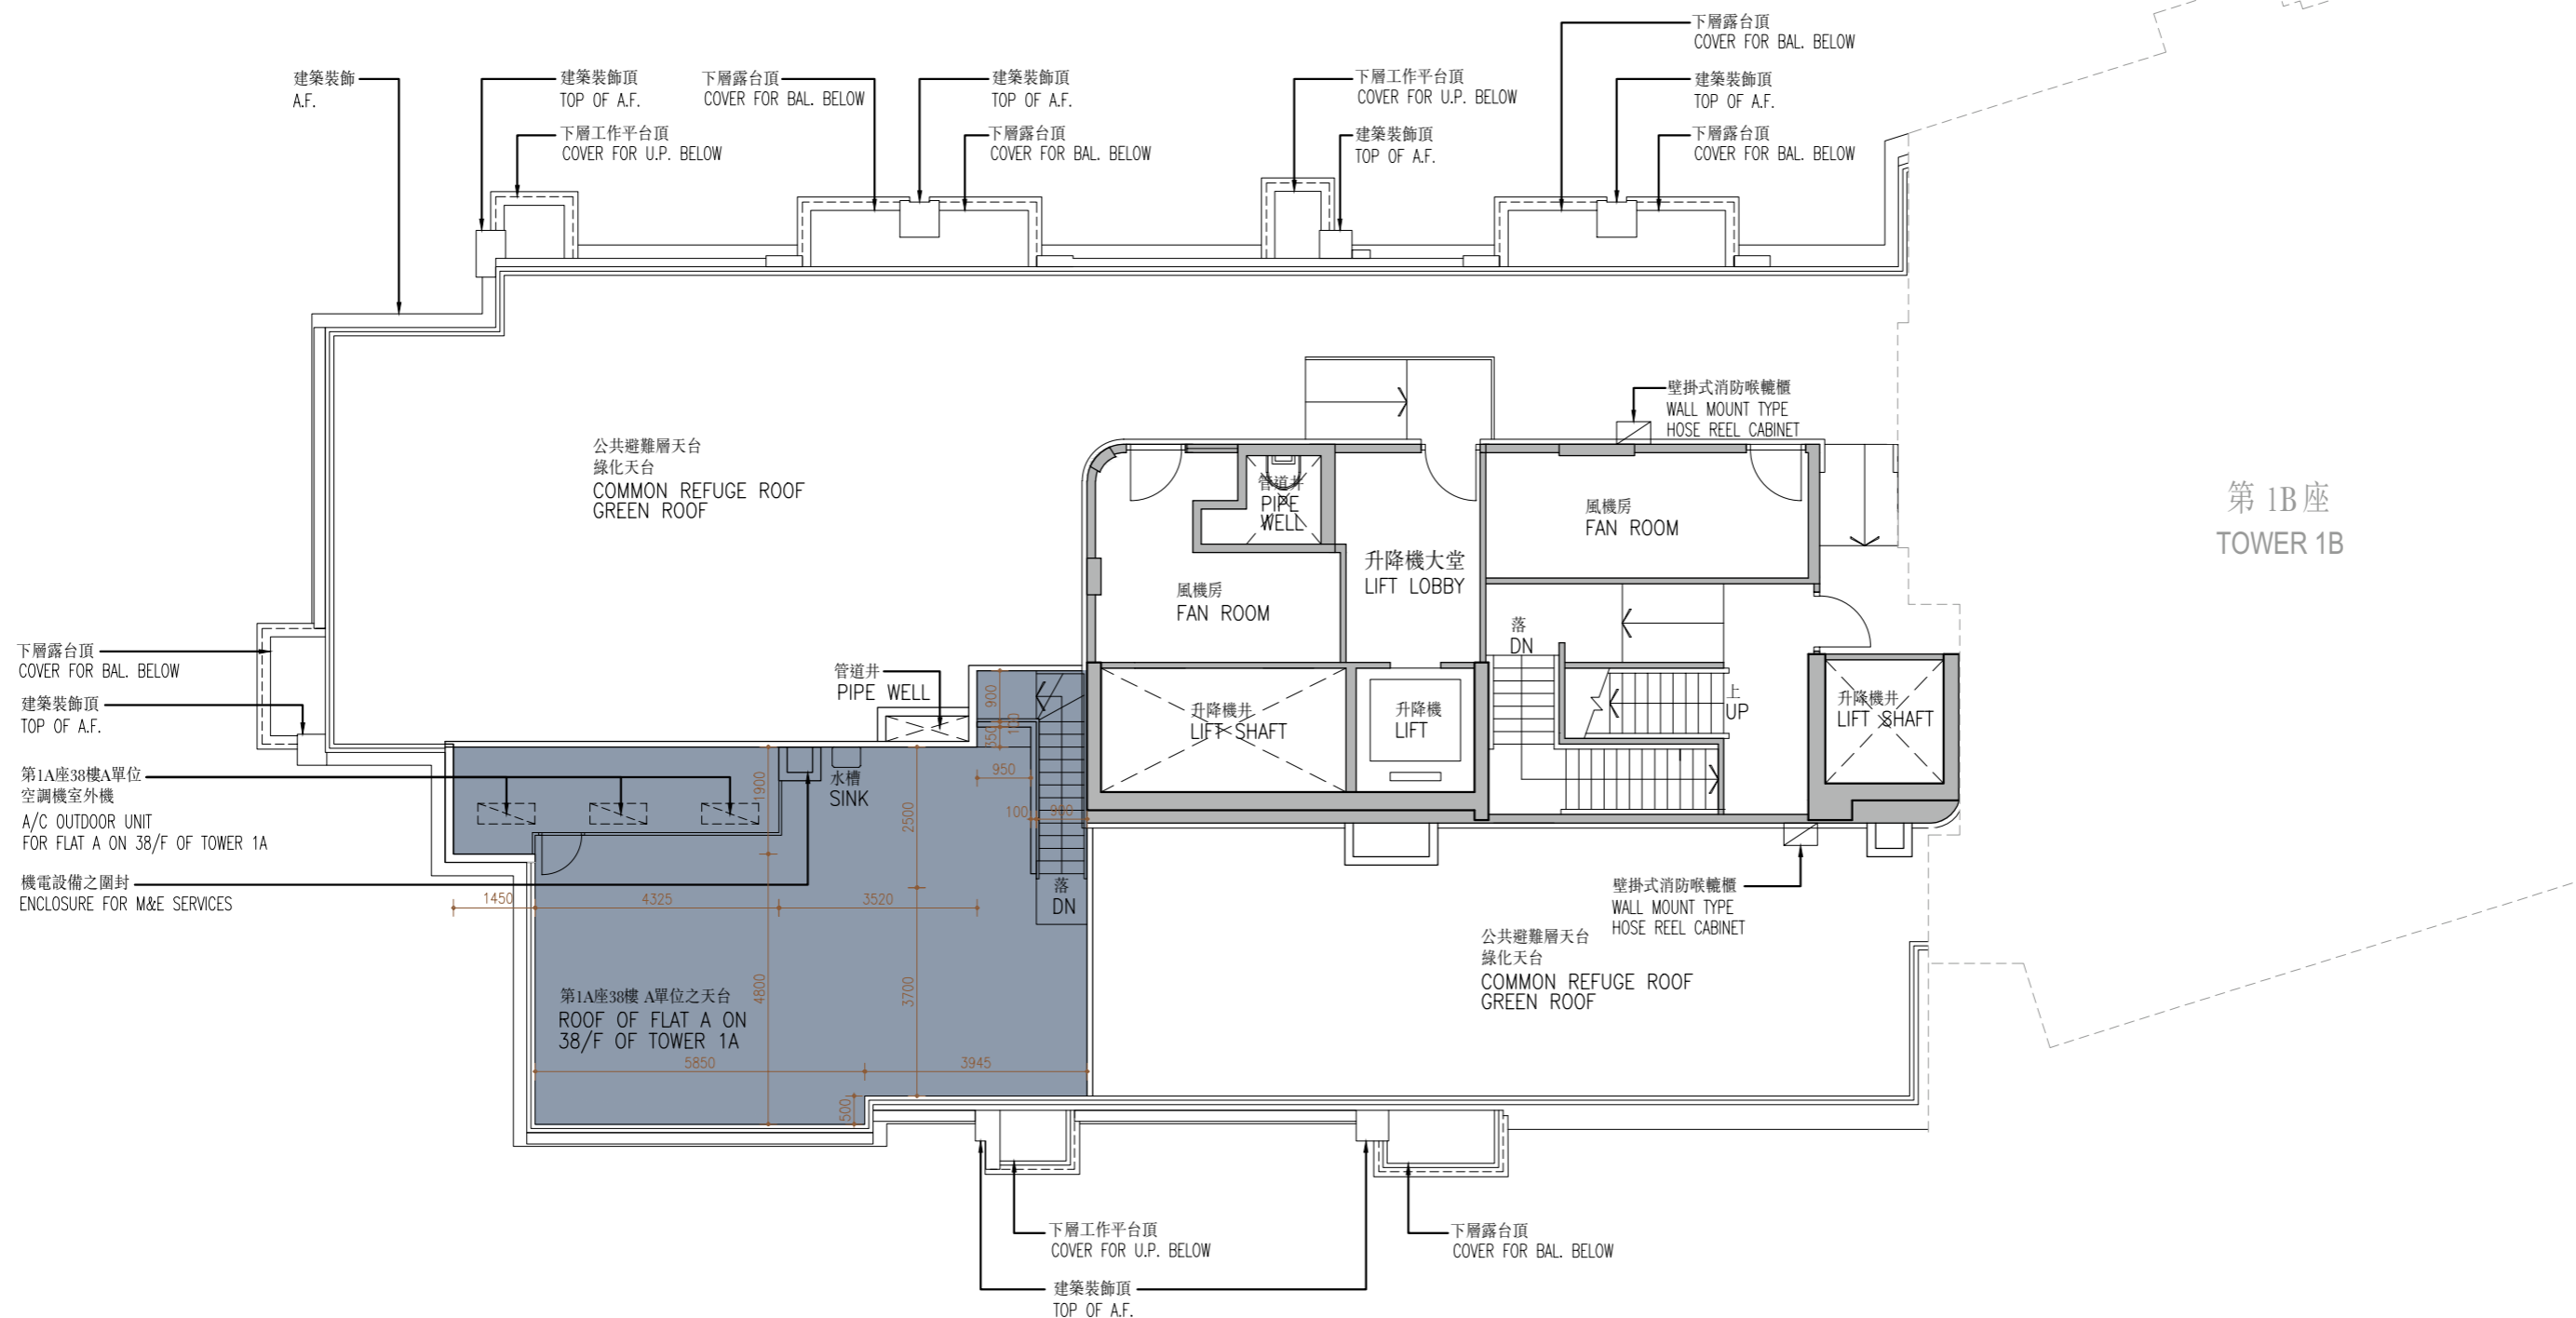 下層露台頂
COVER FOR BAL. BELOW
建築裝飾
A.F.
建築裝飾頂
TOP OF A.F.
下層露台頂
COVER FOR BAL. BELOW
建築裝飾頂
TOP OF A.F.
下層工作平台頂
COVER FOR U.P. BELOW
建築裝飾頂
TOP OF A.F.
下層工作平台頂
COVER FOR U.P. BELOW
下層露台頂
COVER FOR BAL. BELOW
建築裝飾頂
TOP OF A.F.
下層露台頂
COVER FOR BAL. BELOW
壁掛式消防喉轆櫃
WALL MOUNT TYPE
HOSE REEL CABINET
公共避難層天台
綠化天台
COMMON REFUGE ROOF
GREEN ROOF
管道井
PIPE
WELL
風機房
FAN ROOM
第 1B座
TOWER 1B
升降機大堂
LIFT LOBBY
風機房
FAN ROOM
落
DN
下層露台頂
COVER FOR BAL. BELOW
建築裝飾頂
TOP OF A.F.
管道井
PIPE WELL
900
150
350
升降機井
LIFT SHAFT
升降機
LIFT
上
UP
升降機井
LIFT SHAFT
第1A座38樓A單位
空調機室外機
A/C OUTDOOR UNIT
FOR FLAT A ON 38/F OF TOWER 1A
1900
水槽
SINK
950
2500
100
900
機電設備之圍封
ENCLOSURE FOR M&E SERVICES
1450
4325
3520
落
DN
壁掛式消防喉轆櫃
WALL MOUNT TYPE
HOSE REEL CABINET
公共避難層天台
綠化天台
COMMON REFUGE ROOF
GREEN ROOF
第1A座38樓 A單位之天台
ROOF OF FLAT A ON
38/F OF TOWER 1A
4800
3700
5850
3945
500
下層工作平台頂
COVER FOR U.P. BELOW
下層露台頂
COVER FOR BAL. BELOW
建築裝飾頂
TOP OF A.F.